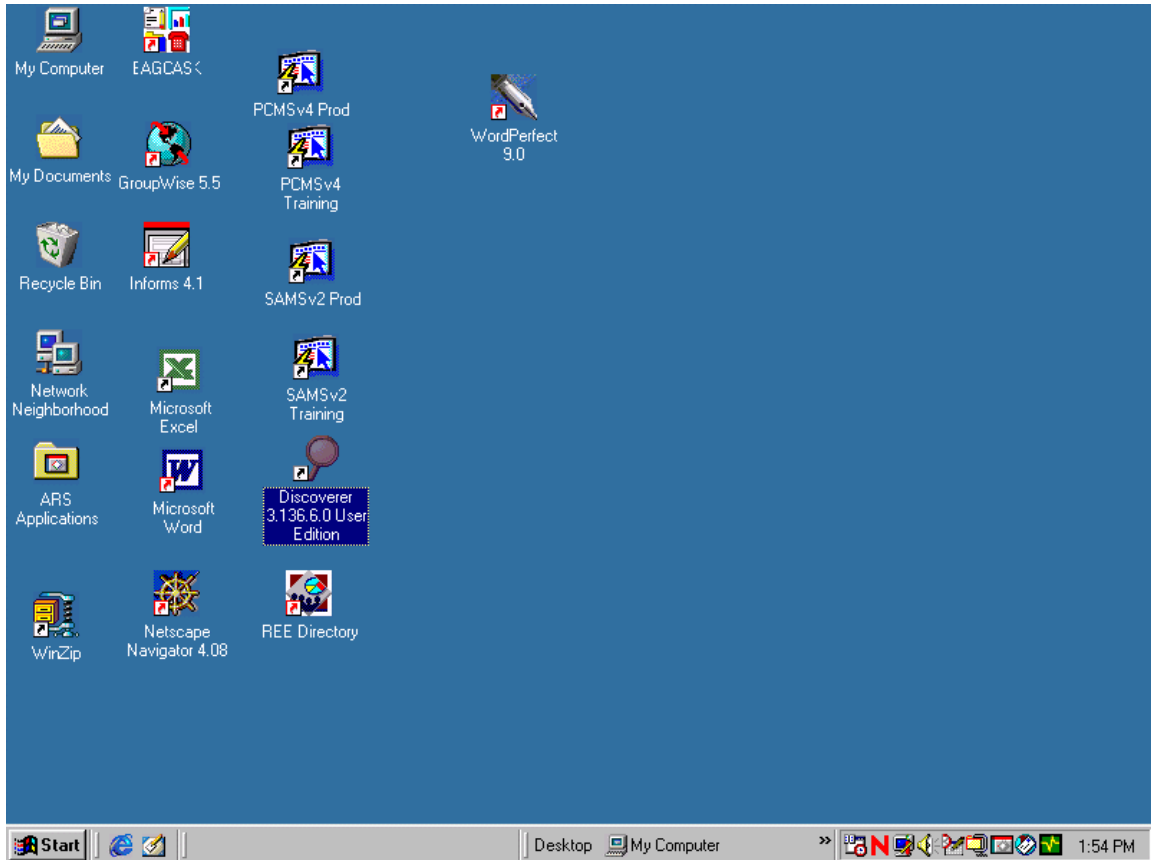 My Computer
EAGCASK
PCMSv4 Prod
WordPerfect
9.0
My Documents
GroupWise 5.5
PCMSv4
Training
Recycle Bin
Informs 4.1
SAMSv2 Prod
Network
Neighborhood
Microsoft
Excel
SAMSv2
Training
ARS
Applications
Microsoft
Word
Discoverer
3.136.6.0 User
Edition
WinZip
Netscape
Navigator 4.08
REE Directory
Start
Desktop
My Computer
»
N
1:54 PM